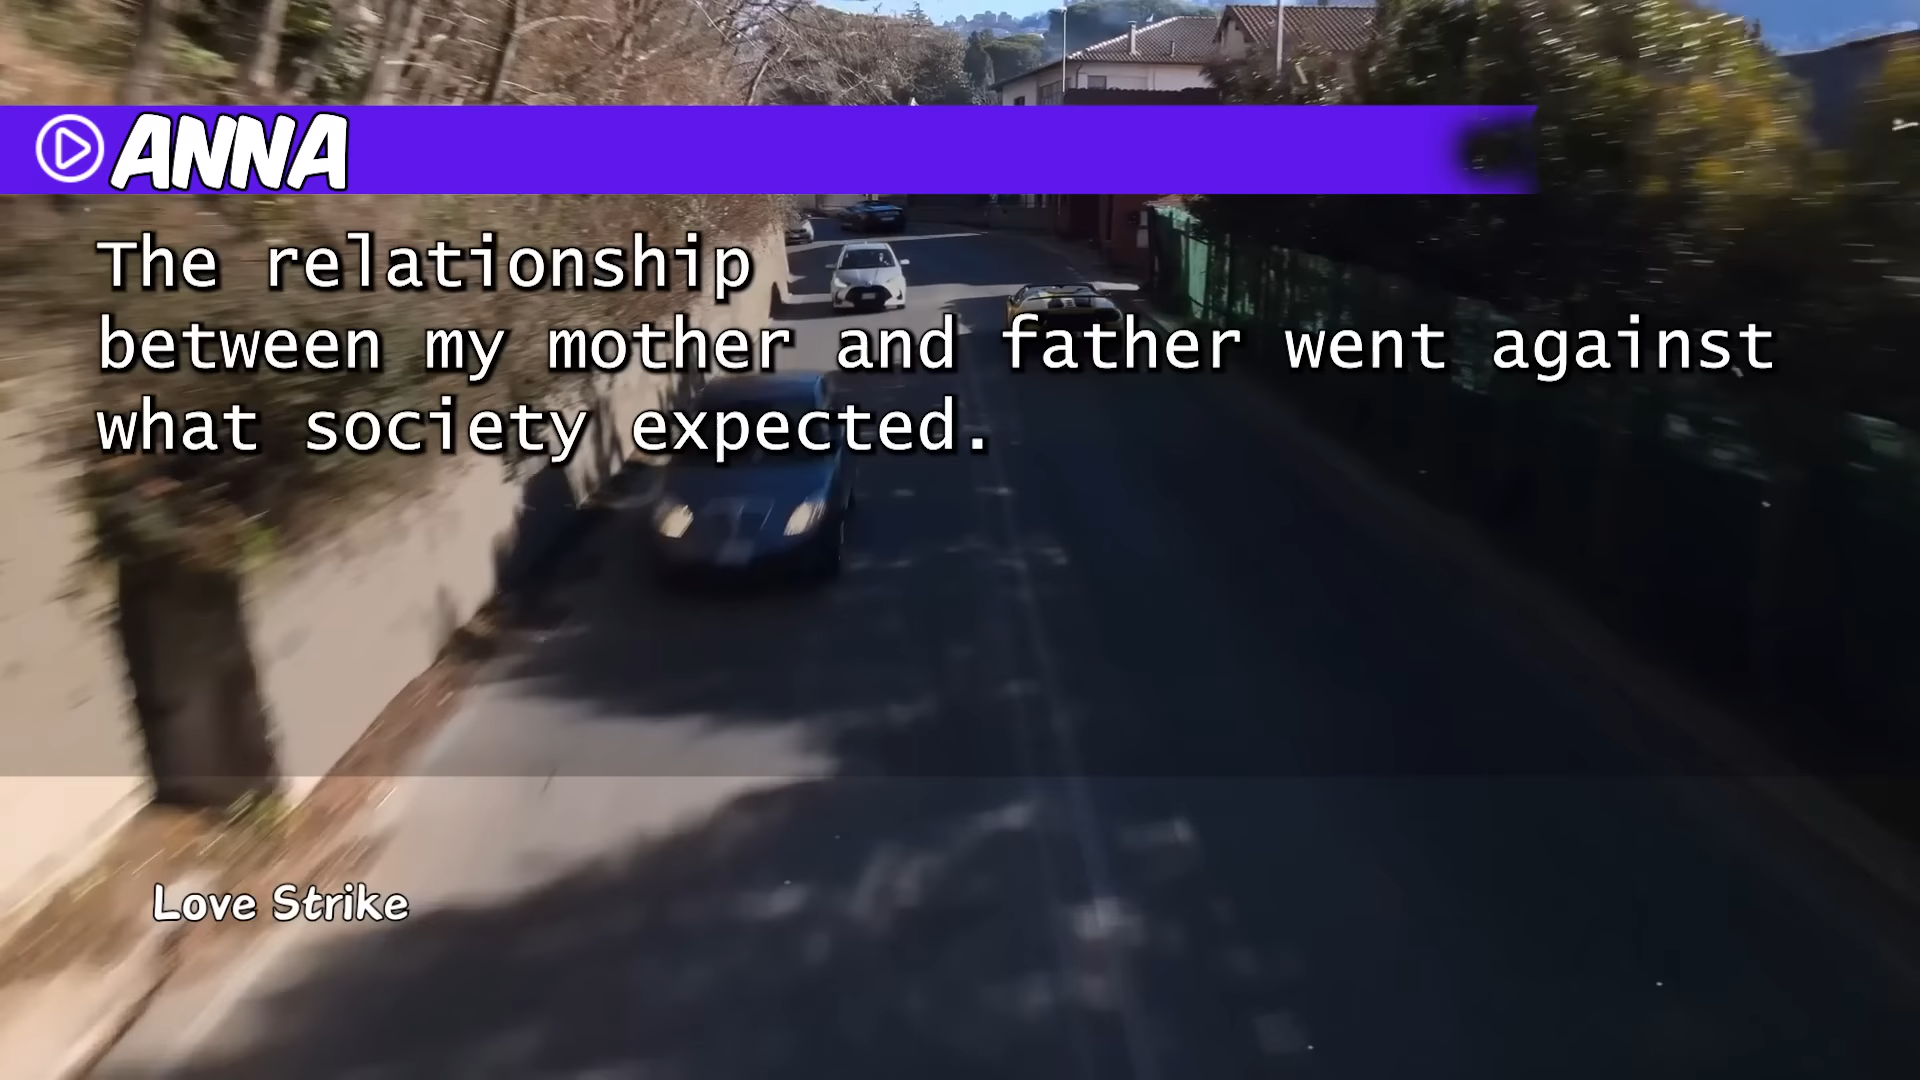 ANNA
The relationship
between my mother and father went against
what society expected.
Love Strike